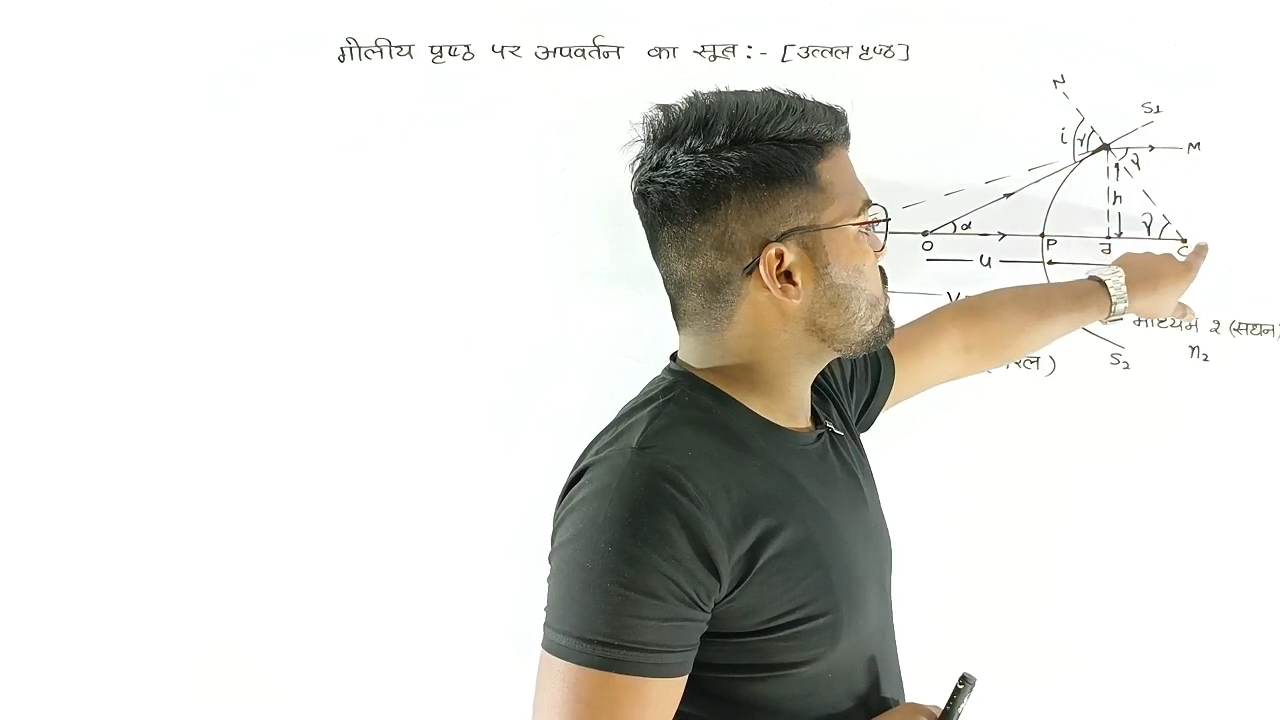 गोलीय पृष्ठ पर अपवर्तन का सूत्र :- [उत्तल पृष्ठ]
N
S1
i
r
M
r
h
α
γ
O
P
C
u
v
माध्यम 2 (सघन)
n2
S2